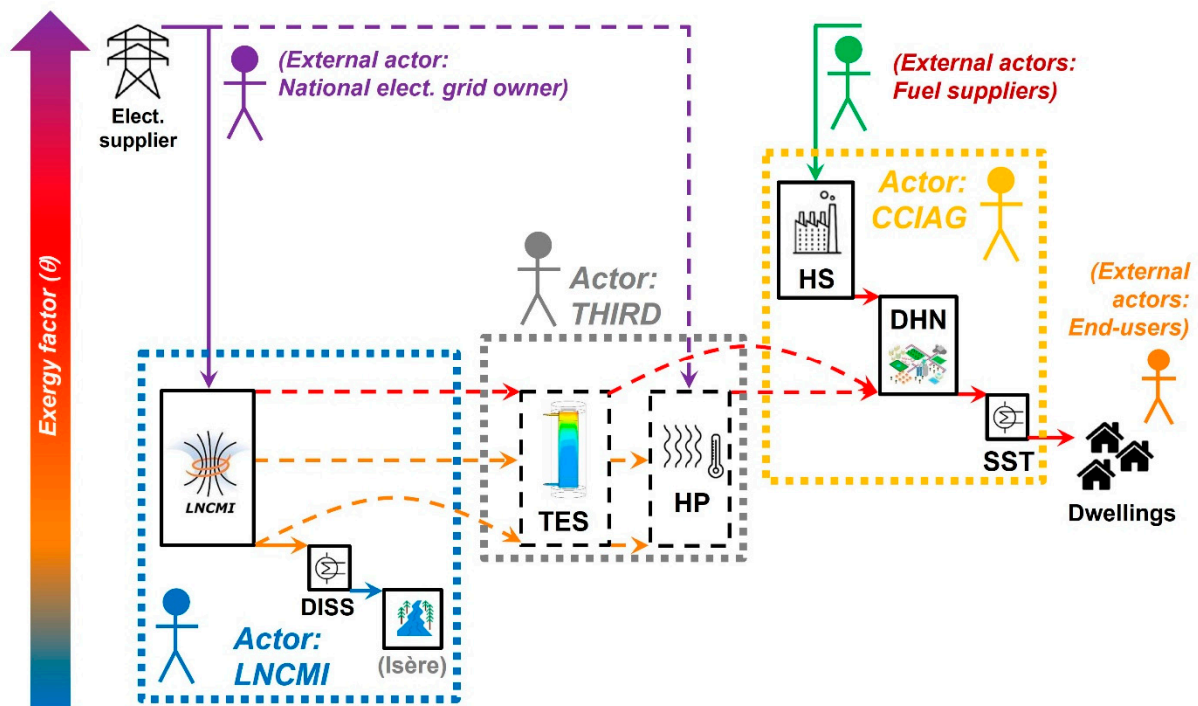 Exergy factor (θ)
Elect.
supplier
(External actor:
National elect. grid owner)
(External actors:
Fuel suppliers)
Actor:
CCIAG
HS
DHN
SST
(External
actors:
End-users)
Dwellings
Actor:
THIRD
TES
HP
LNCMI
DISS
(Isère)
Actor:
LNCMI